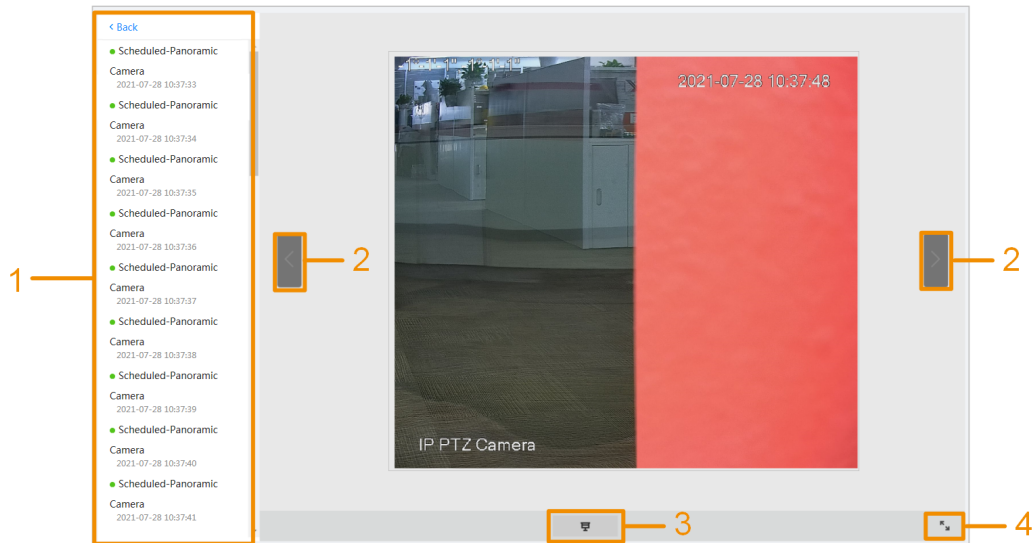 < Back
Scheduled-Panoramic
Camera
2021-07-28 10:37:33
Scheduled-Panoramic
Camera
2021-07-28 10:37:34
Scheduled-Panoramic
Camera
2021-07-28 10:37:35
Scheduled-Panoramic
Camera
2021-07-28 10:37:36
Scheduled-Panoramic
Camera
2021-07-28 10:37:37
Scheduled-Panoramic
Camera
2021-07-28 10:37:38
Scheduled-Panoramic
Camera
2021-07-28 10:37:39
Scheduled-Panoramic
Camera
2021-07-28 10:37:40
Scheduled-Panoramic
Camera
2021-07-28 10:37:41
1
2
2021-07-28 10:37:48
IP PTZ Camera
2
3
4